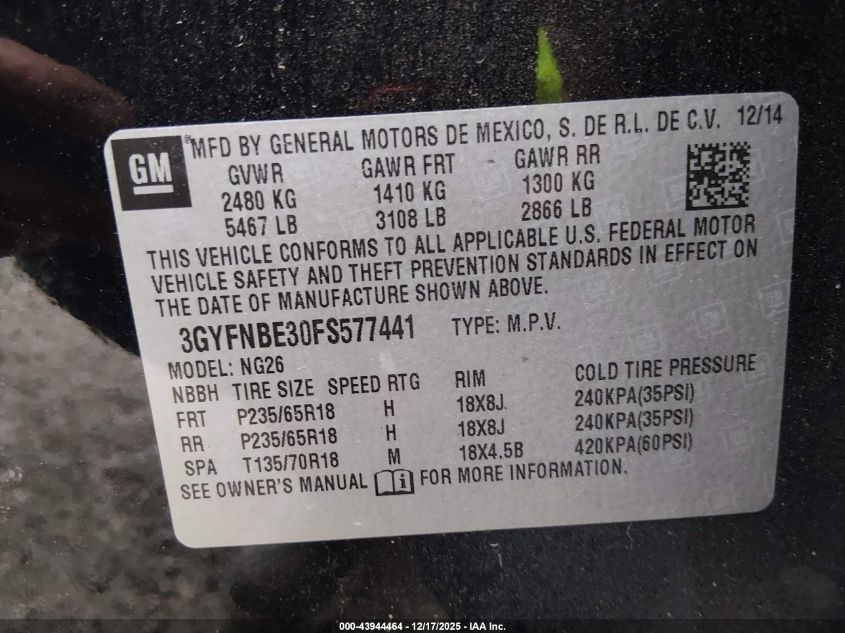 GM
® MFD BY GENERAL MOTORS DE MEXICO, S. DE R.L. DE C.V. 12/14
GVWR GAWR FRT GAWR RR
2480 KG 1410 KG 1300 KG
5467 LB 3108 LB 2866 LB
THIS VEHICLE CONFORMS TO ALL APPLICABLE U.S. FEDERAL MOTOR
VEHICLE SAFETY AND THEFT PREVENTION STANDARDS IN EFFECT ON
THE DATE OF MANUFACTURE SHOWN ABOVE.
3GYFNBE30FS577441 TYPE: M.P.V.
MODEL: NG26
NBBH TIRE SIZE SPEED RTG RIM COLD TIRE PRESSURE
FRT P235/65R18 H 18X8J 240KPA(35PSI)
RR P235/65R18 H 18X8J 240KPA(35PSI)
SPA T135/70R18 M 18X4.5B 420KPA(60PSI)
SEE OWNER'S MANUAL FOR MORE INFORMATION.
000-43944464 - 12/17/2025 - IAA Inc.